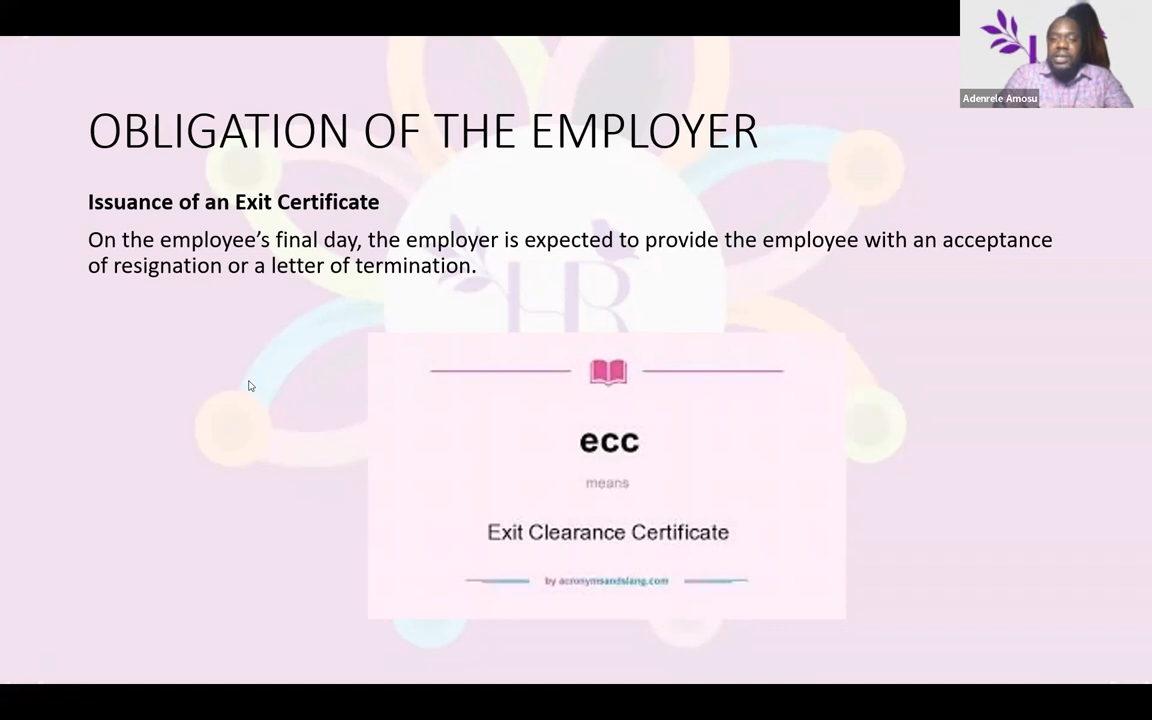 Adenrele Amosu
OBLIGATION OF THE EMPLOYER
Issuance of an Exit Certificate
On the employee’s final day, the employer is expected to provide the employee with an acceptance
of resignation or a letter of termination.
HR
ecc
means
Exit Clearance Certificate
by acronymsandslang.com